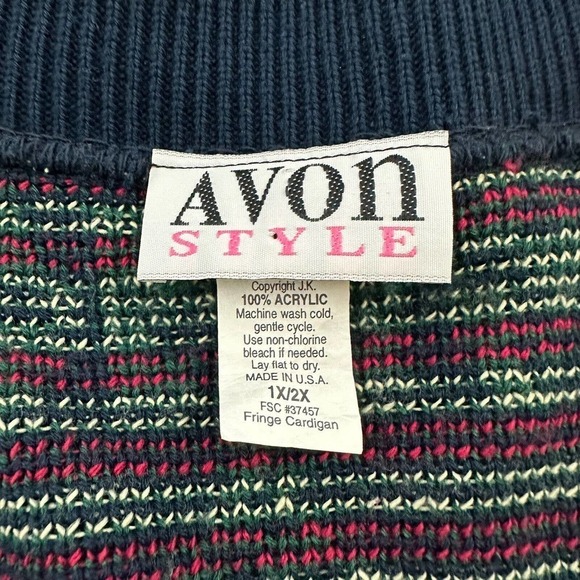 AVON
STYLE
Copyright J.K.
100% ACRYLIC
Machine wash cold,
gentle cycle.
Use non-chlorine
bleach if needed.
Lay flat to dry.
MADE IN U.S.A.
1X/2X
FSC #37457
Fringe Cardigan